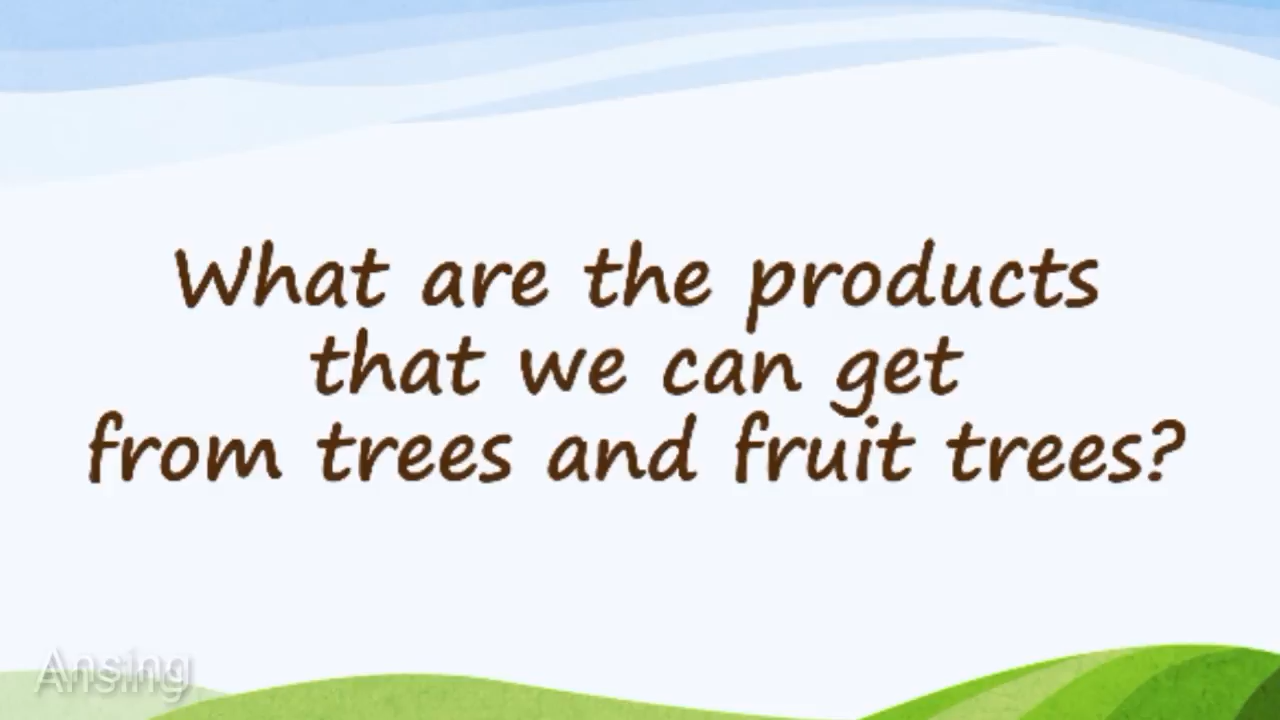 What are the products
that we can get
from trees and fruit trees?
Ansing